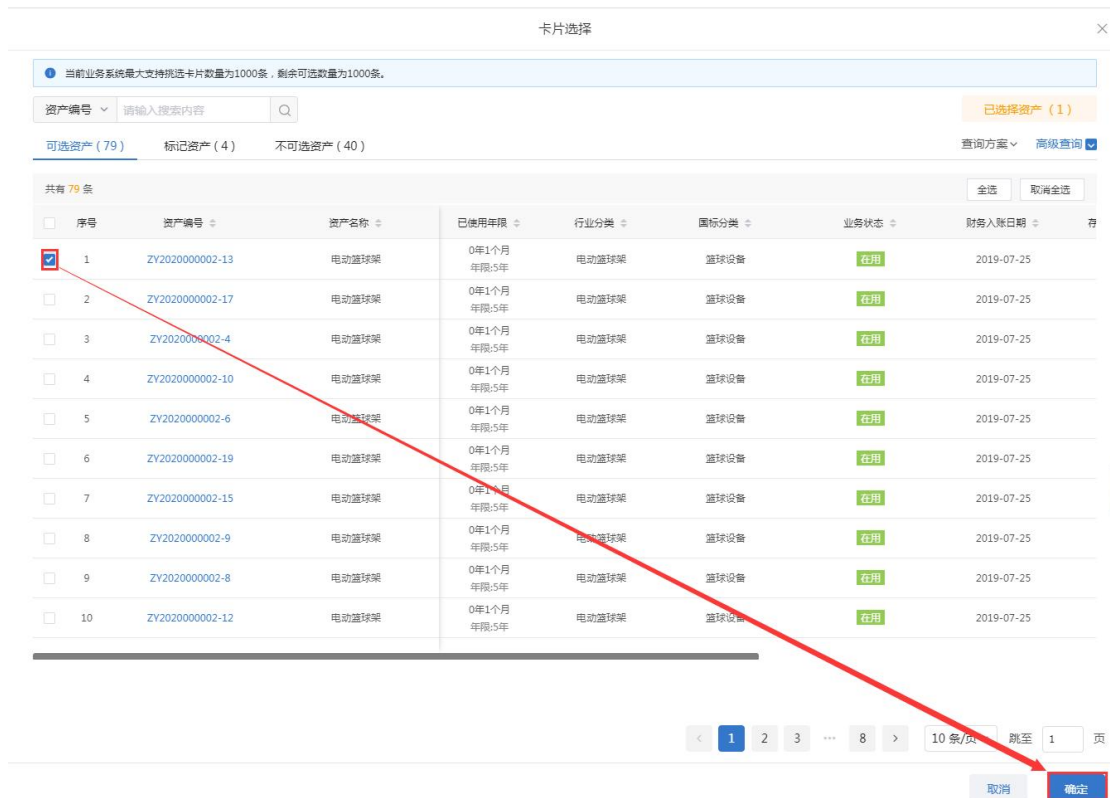 卡片选择
当前业务系统最大支持挑选卡片数量为1000条，剩余可选数量为1000条。
资产编号 请输入搜索内容 已选择资产（1）
可选资产（79） 标记资产（4） 不可选资产（40） 查询方案 高级查询
共有 79 条 全选 取消全选
序号 资产编号 资产名称 已使用年限 行业分类 国标分类 业务状态 财务入账日期 存
1 ZY2020000002-13 电动篮球架 0年1个月 年限:5年 电动篮球架 篮球设备 在用 2019-07-25
2 ZY2020000002-17 电动篮球架 0年1个月 年限:5年 电动篮球架 篮球设备 在用 2019-07-25
3 ZY2020000002-4 电动篮球架 0年1个月 年限:5年 电动篮球架 篮球设备 在用 2019-07-25
4 ZY2020000002-10 电动篮球架 0年1个月 年限:5年 电动篮球架 篮球设备 在用 2019-07-25
5 ZY2020000002-6 电动篮球架 0年1个月 年限:5年 电动篮球架 篮球设备 在用 2019-07-25
6 ZY2020000002-19 电动篮球架 0年1个月 年限:5年 电动篮球架 篮球设备 在用 2019-07-25
7 ZY2020000002-15 电动篮球架 0年1个月 年限:5年 电动篮球架 篮球设备 在用 2019-07-25
8 ZY2020000002-9 电动篮球架 0年1个月 年限:5年 电动篮球架 篮球设备 在用 2019-07-25
9 ZY2020000002-8 电动篮球架 0年1个月 年限:5年 电动篮球架 篮球设备 在用 2019-07-25
10 ZY2020000002-12 电动篮球架 0年1个月 年限:5年 电动篮球架 篮球设备 在用 2019-07-25
1 2 3 ··· 8 10 条/页 跳至 1 页
取消 确定